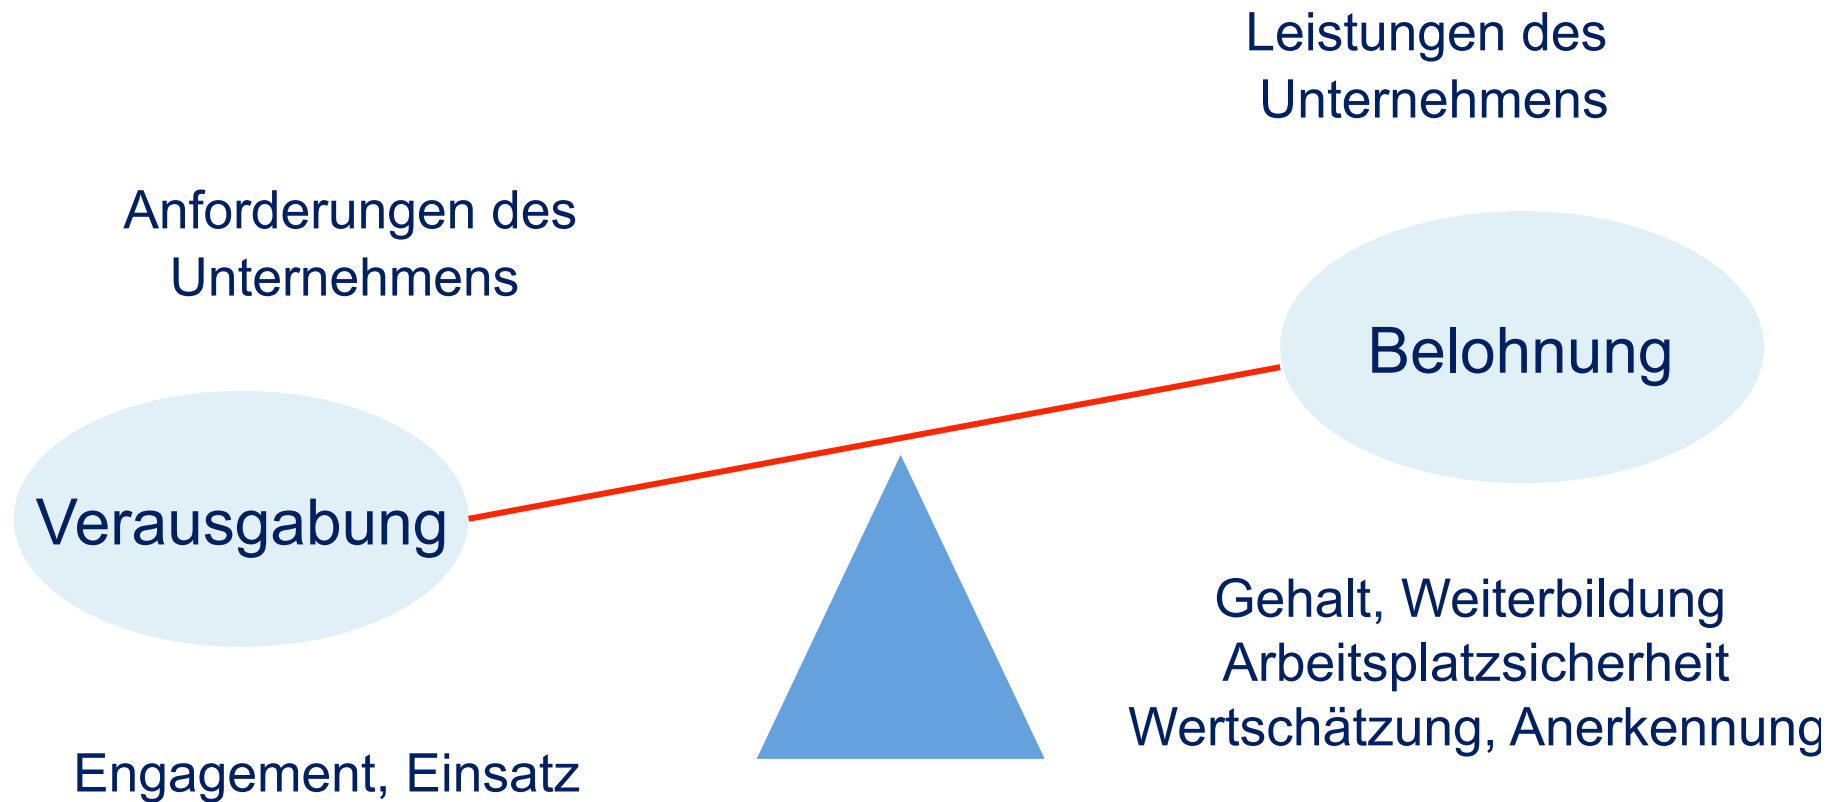 Leistungen des
Unternehmens
Anforderungen des
Unternehmens
Belohnung
Verausgabung
Gehalt, Weiterbildung
Arbeitsplatzsicherheit
Wertschätzung, Anerkennung
Engagement, Einsatz